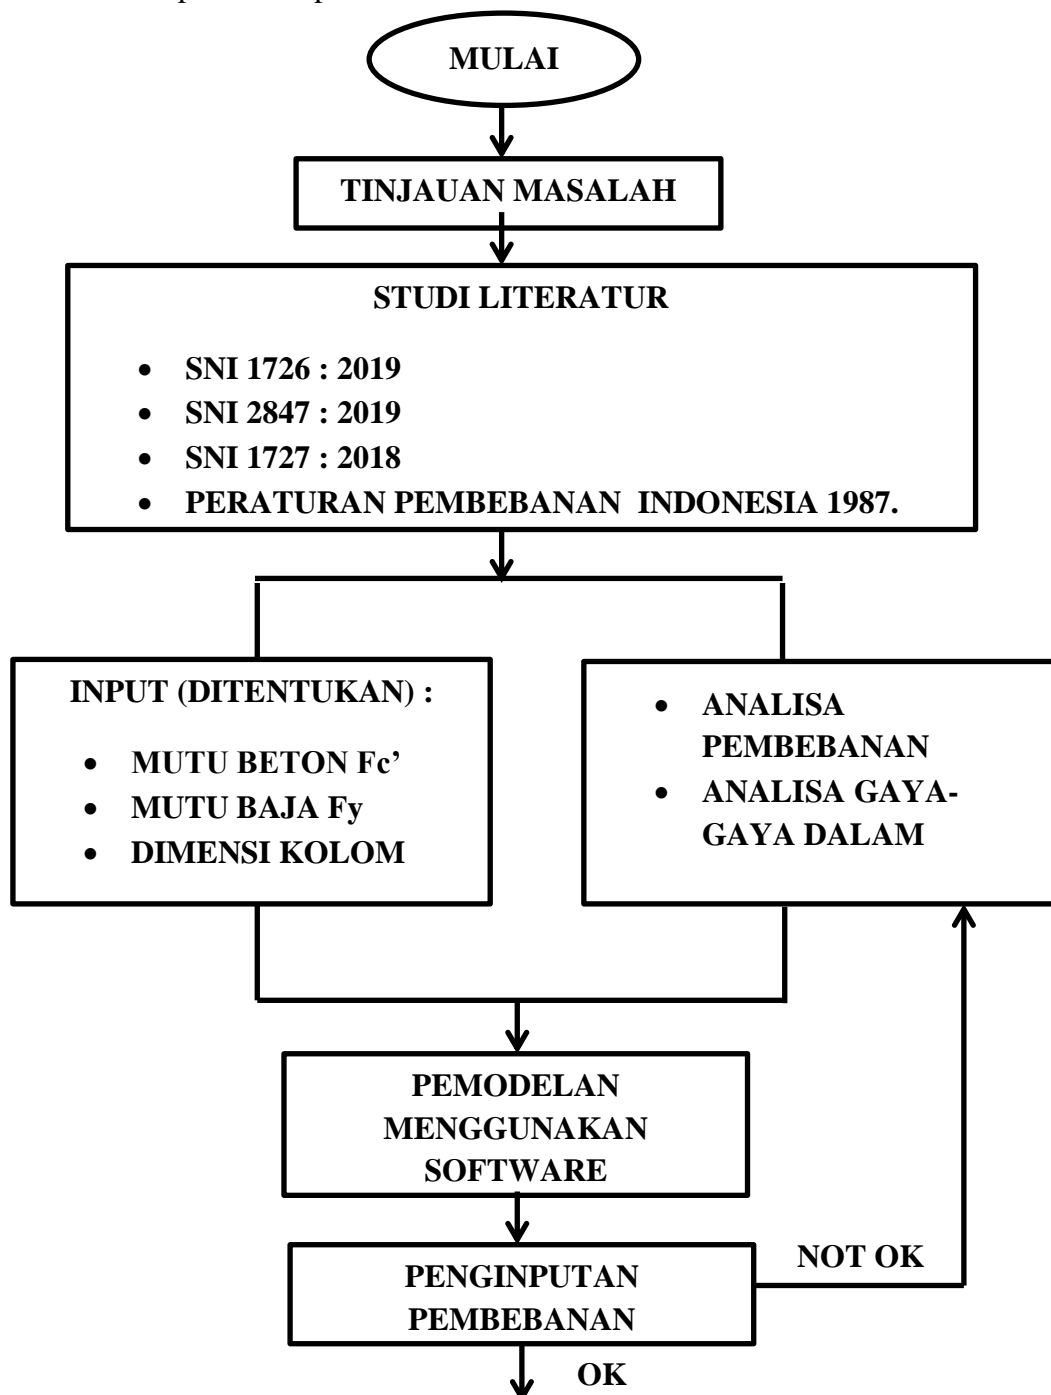 MULAI
TINJAUAN MASALAH
STUDI LITERATUR
• SNI 1726 : 2019
• SNI 2847 : 2019
• SNI 1727 : 2018
• PERATURAN PEMBEBANAN INDONESIA 1987.
INPUT (DITENTUKAN) :
• MUTU BETON Fc’
• MUTU BAJA Fy
• DIMENSI KOLOM
• ANALISA
PEMBEBANAN
• ANALISA GAYA-
GAYA DALAM
PEMODELAN
MENGGUNAKAN
SOFTWARE
PENGINPUTAN
PEMBEBANAN
NOT OK
OK